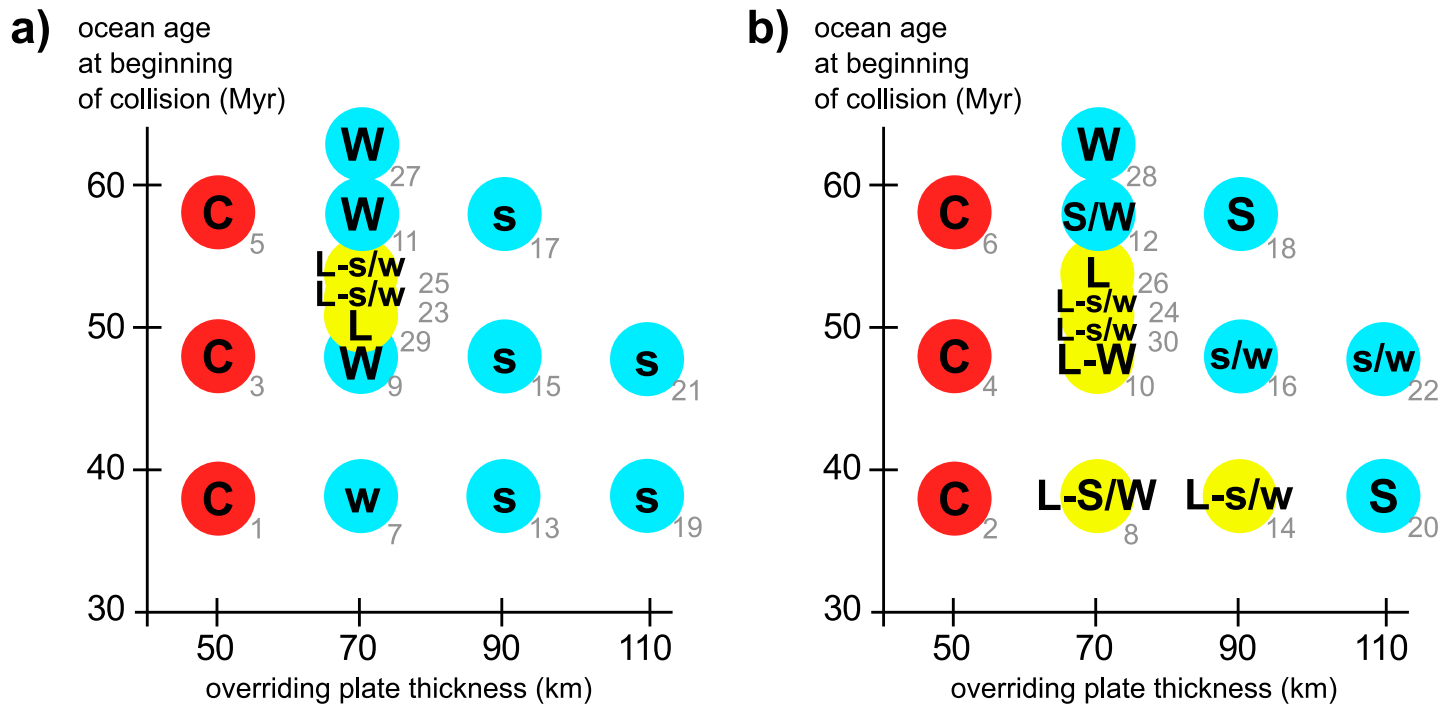 a) ocean age
at beginning
of collision (Myr)
60
50
40
30
50 70 90 110
overriding plate thickness (km)
W 27
C 5
W 11
s 17
L-s/w 25
L-s/w 23
L 29
C 3
W 9
s 15
s 21
C 1
w 7
s 13
s 19
b) ocean age
at beginning
of collision (Myr)
60
50
40
30
50 70 90 110
overriding plate thickness (km)
W 28
C 6
S/W 12
S 18
L 26
L-s/w 24
L-s/w 30
C 4
L-W 10
s/w 16
s/w 22
C 2
L-S/W 8
L-s/w 14
S 20